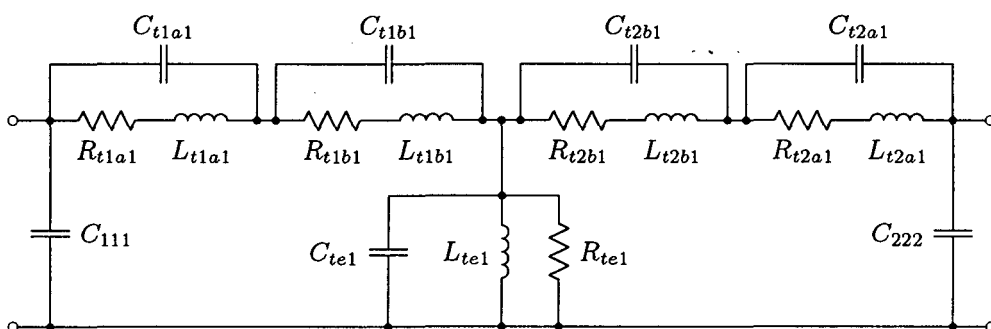 C_{t1a1} C_{t1b1} C_{t2b1} C_{t2a1}
R_{t1a1} L_{t1a1} R_{t1b1} L_{t1b1} R_{t2b1} L_{t2b1} R_{t2a1} L_{t2a1}
C_{111} C_{te1} L_{te1} R_{te1} C_{222}